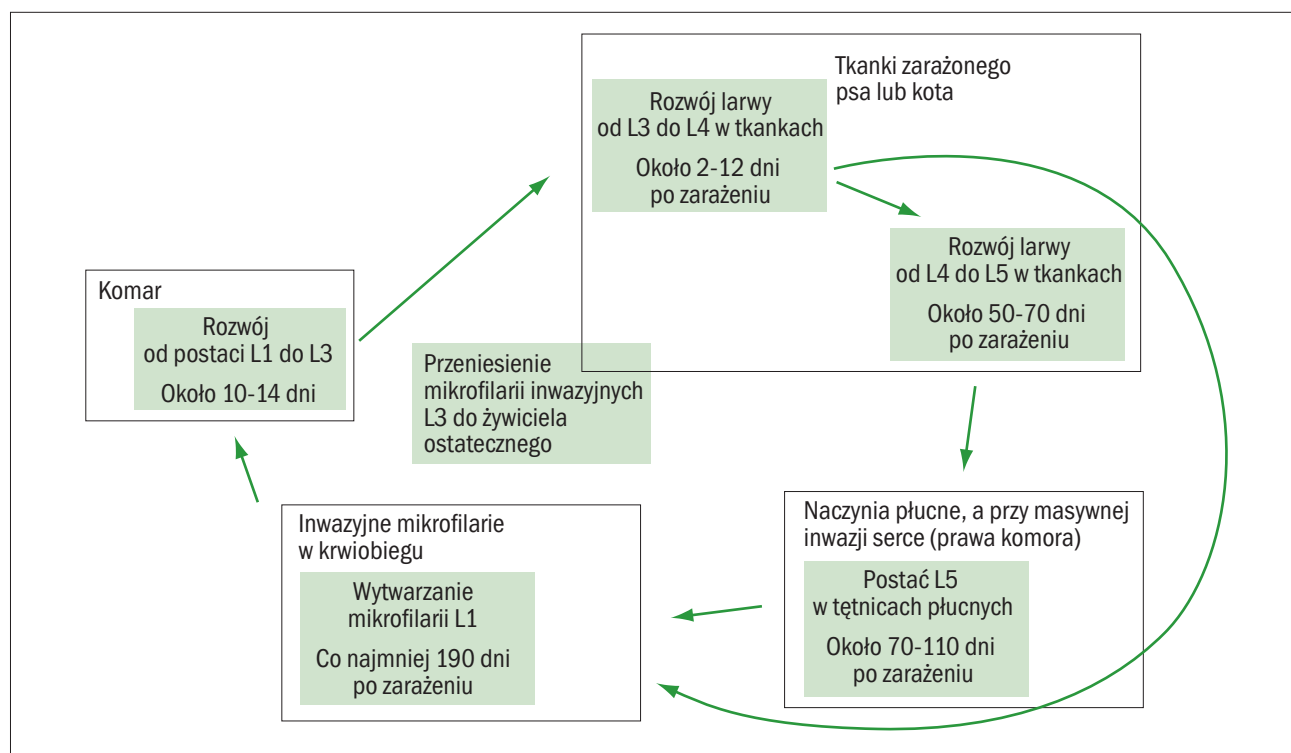 Tkanki zarażonego
psa lub kota
Rozwój larwy
od L3 do L4 w tkankach
Około 2-12 dni
po zarażeniu
Rozwój larwy
od L4 do L5 w tkankach
Około 50-70 dni
po zarażeniu
Komar
Rozwój
od postaci L1 do L3
Około 10-14 dni
Przeniesienie
mikrofilarii inwazyjnych
L3 do żywiciela
ostatecznego
Inwazyjne mikrofilarie
w krwiobiegu
Wytwarzanie
mikrofilarii L1
Co najmniej 190 dni
po zarażeniu
Naczynia płucne, a przy masywnej
inwazji serce (prawa komora)
Postać L5
w tętnicach płucnych
Około 70-110 dni
po zarażeniu